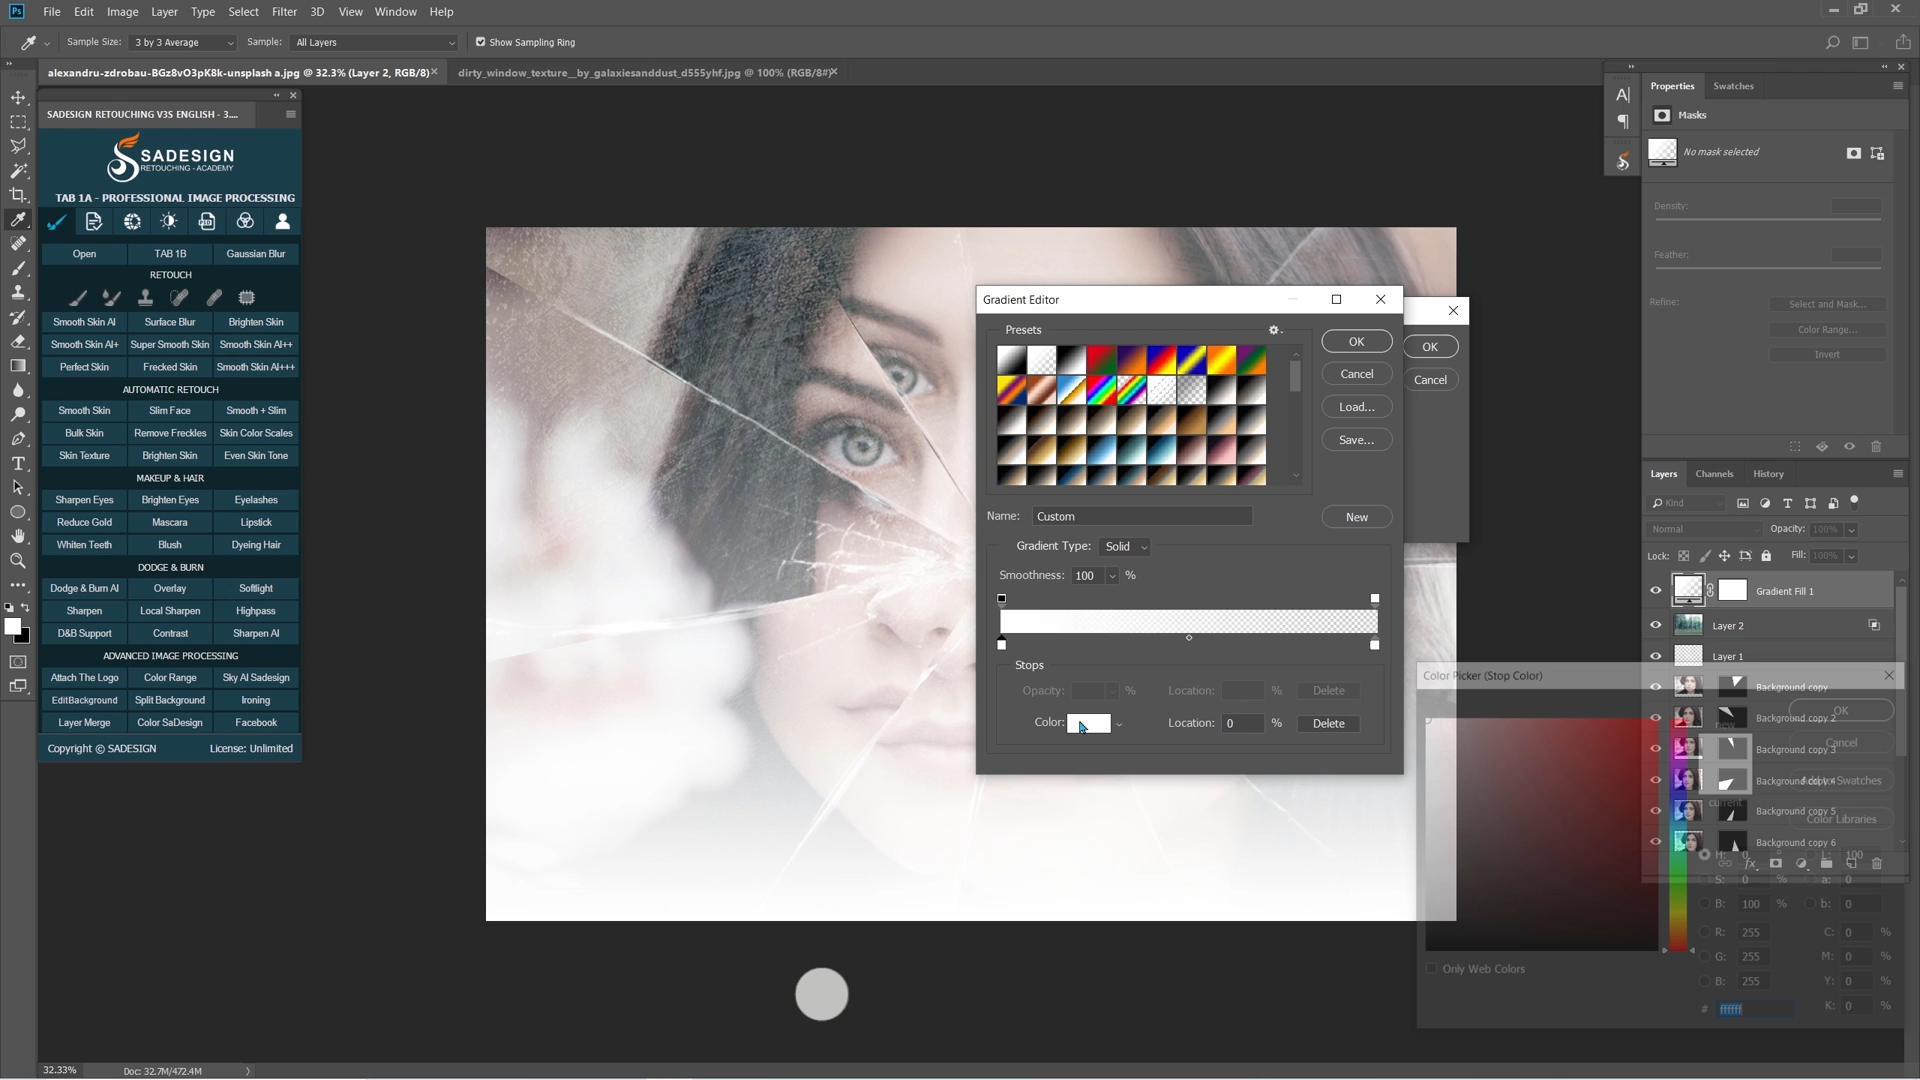 Ps File Edit Image Layer Type Select Filter 3D View Window Help
Sample Size: 3 by 3 Average Sample: All Layers Show Sampling Ring
alexandru-zdrobau-BGz8vO3pK8k-unsplash a.jpg @ 32.3% (Layer 2, RGB/8) dirty_window_texture__by_galaxiesanddust_d555yhf.jpg @ 100% (RGB/8#)
SADESIGN RETOUCHING V3S ENGLISH - 3....
SADESIGN
RETOUCHING - ACADEMY
TAB 1A - PROFESSIONAL IMAGE PROCESSING
Open TAB 1B Gaussian Blur
RETOUCH
Smooth Skin AI Surface Blur Brighten Skin
Smooth Skin AI+ Super Smooth Skin Smooth Skin AI++
Perfect Skin Frecked Skin Smooth Skin AI+++
AUTOMATIC RETOUCH
Smooth Skin Slim Face Smooth + Slim
Bulk Skin Remove Freckles Skin Color Scales
Skin Texture Brighten Skin Even Skin Tone
MAKEUP & HAIR
Sharpen Eyes Brighten Eyes Eyelashes
Reduce Gold Mascara Lipstick
Whiten Teeth Blush Dyeing Hair
DODGE & BURN
Dodge & Burn AI Overlay Softlight
Sharpen Local Sharpen Highpass
D&B Support Contrast Sharpen AI
ADVANCED IMAGE PROCESSING
Attach The Logo Color Range Sky AI Sadesign
EditBackground Split Background Ironing
Layer Merge Color SaDesign Facebook
Copyright © SADESIGN License: Unlimited
Gradient Editor
Presets
OK
Cancel
Load...
Save...
Name: Custom New
Gradient Type: Solid
Smoothness: 100 %
Stops
Opacity: % Location: % Delete
Color: Location: 0 % Delete
OK
Cancel
Properties Swatches
Masks
No mask selected
Density:
Feather:
Refine: Select and Mask...
Color Range...
Invert
Layers Channels History
Kind
Normal Opacity: 100%
Lock: Fill: 100%
Gradient Fill 1
Layer 2
Layer 1
Background copy
Background copy 2
Background copy 3
Background copy 4
Background copy 5
Background copy 6
Color Picker (Stop Color)
new
OK
Cancel
Add to Swatches
current
Color Libraries
H: 0 ° L: 100
S: 0 % a: 0
B: 100 % b: 0
R: 255 C: 0 %
G: 255 M: 0 %
B: 255 Y: 0 %
# ffffff K: 0 %
Only Web Colors
32.33% Doc: 32.7M/472.4M